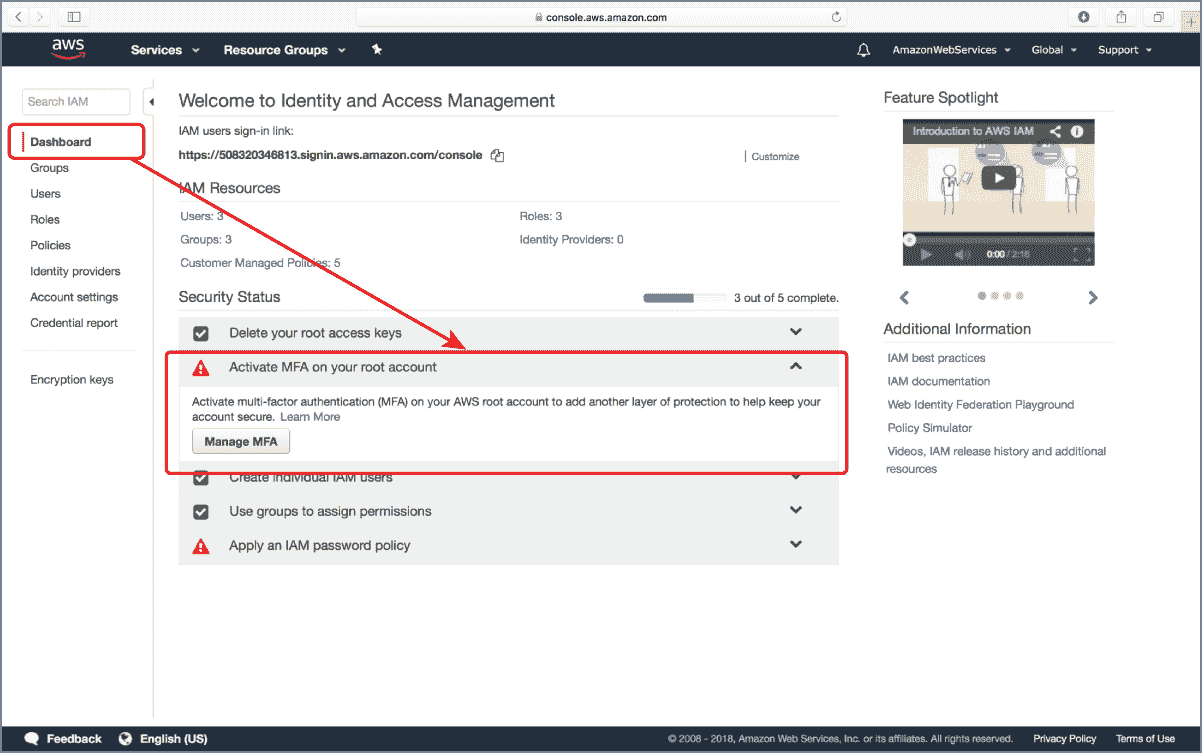 console.aws.amazon.com
aws
Services
Resource Groups
AmazonWebServices
Global
Support
Search IAM
Dashboard
Groups
Users
Roles
Policies
Identity providers
Account settings
Credential report
Encryption keys
Welcome to Identity and Access Management
IAM users sign-in link:
https://508320346813.signin.aws.amazon.com/console
Customize
IAM Resources
Users: 3
Roles: 3
Groups: 3
Identity Providers: 0
Customer Managed Policies: 5
Security Status
3 out of 5 complete.
Delete your root access keys
Activate MFA on your root account
Activate multi-factor authentication (MFA) on your AWS root account to add another layer of protection to help keep your
account secure. Learn More
Manage MFA
Create individual IAM users
Use groups to assign permissions
Apply an IAM password policy
Feature Spotlight
Introduction to AWS IAM
0:00 / 2:16
Additional Information
IAM best practices
IAM documentation
Web Identity Federation Playground
Policy Simulator
Videos, IAM release history and additional
resources
Feedback
English (US)
© 2008 - 2018, Amazon Web Services, Inc. or its affiliates. All rights reserved.
Privacy Policy
Terms of Use